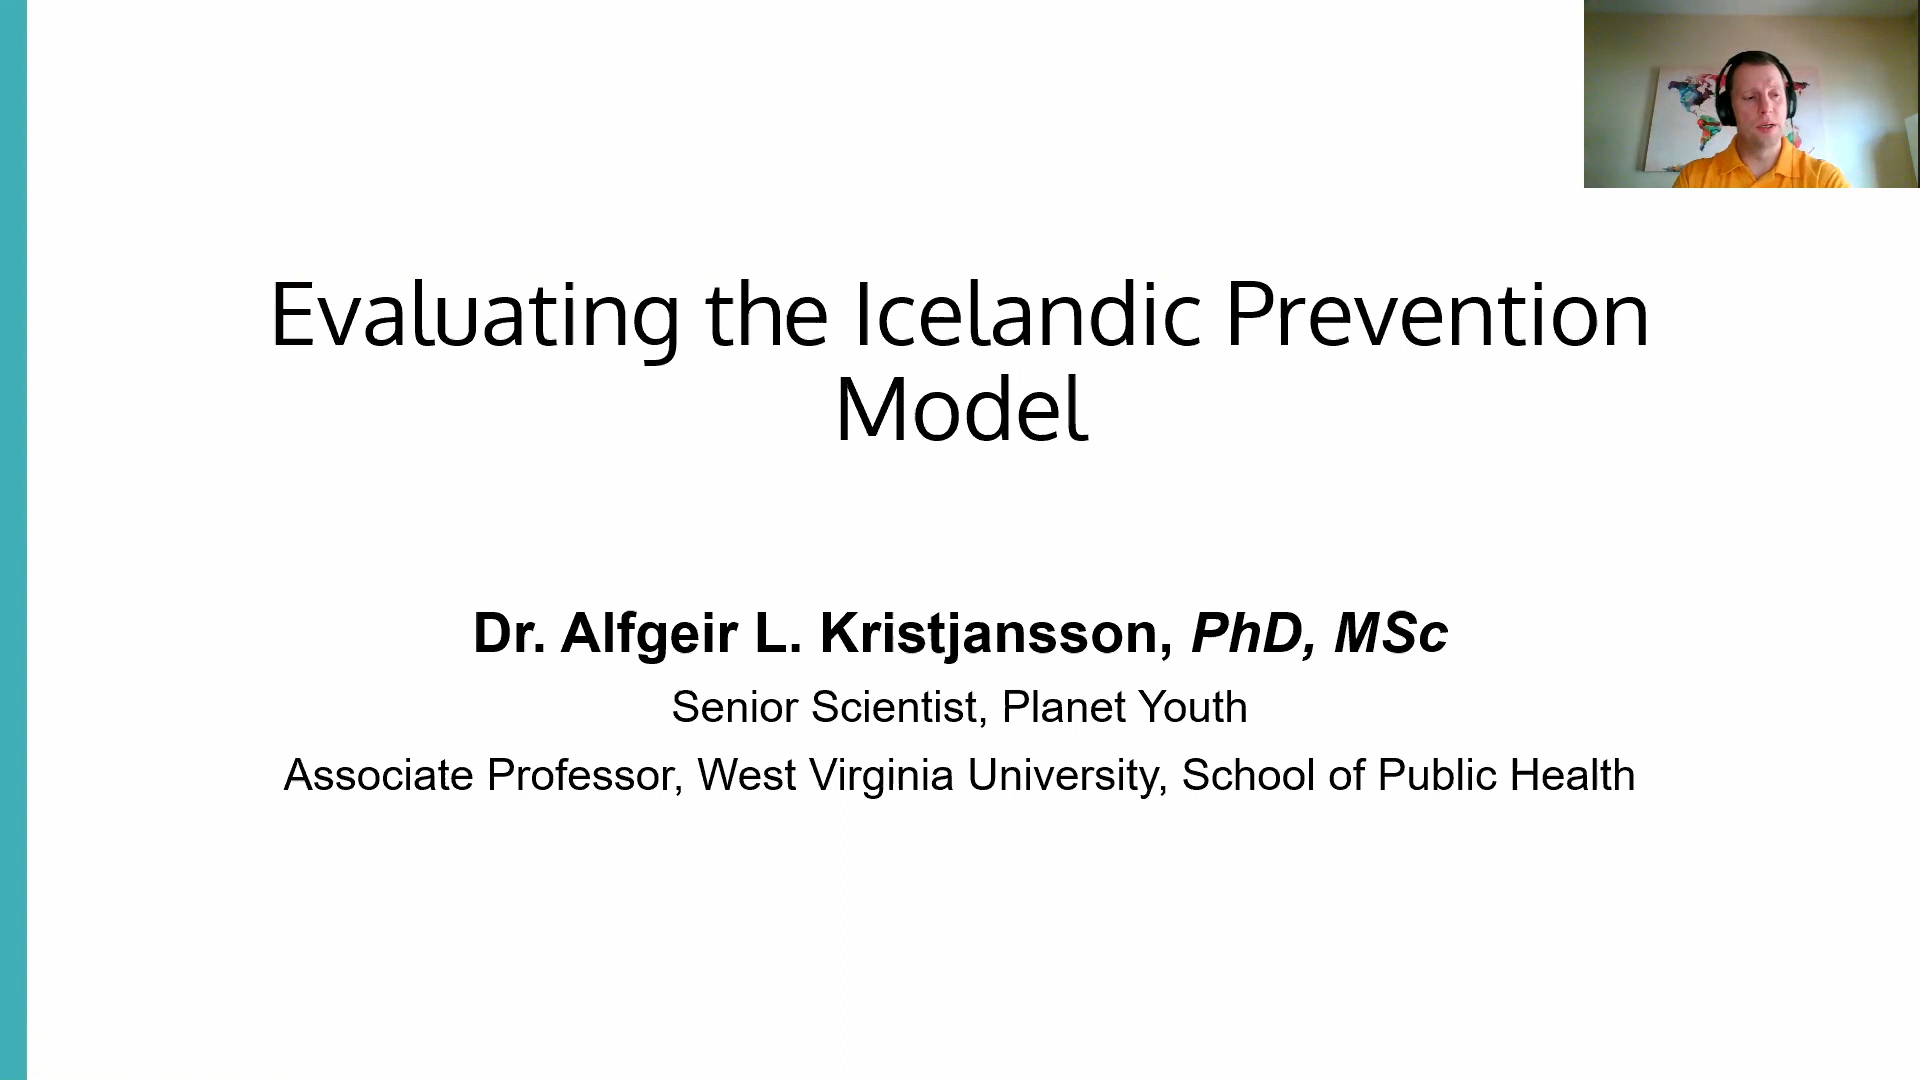 Evaluating the Icelandic Prevention
Model
Dr. Alfgeir L. Kristjansson, PhD, MSc
Senior Scientist, Planet Youth
Associate Professor, West Virginia University, School of Public Health